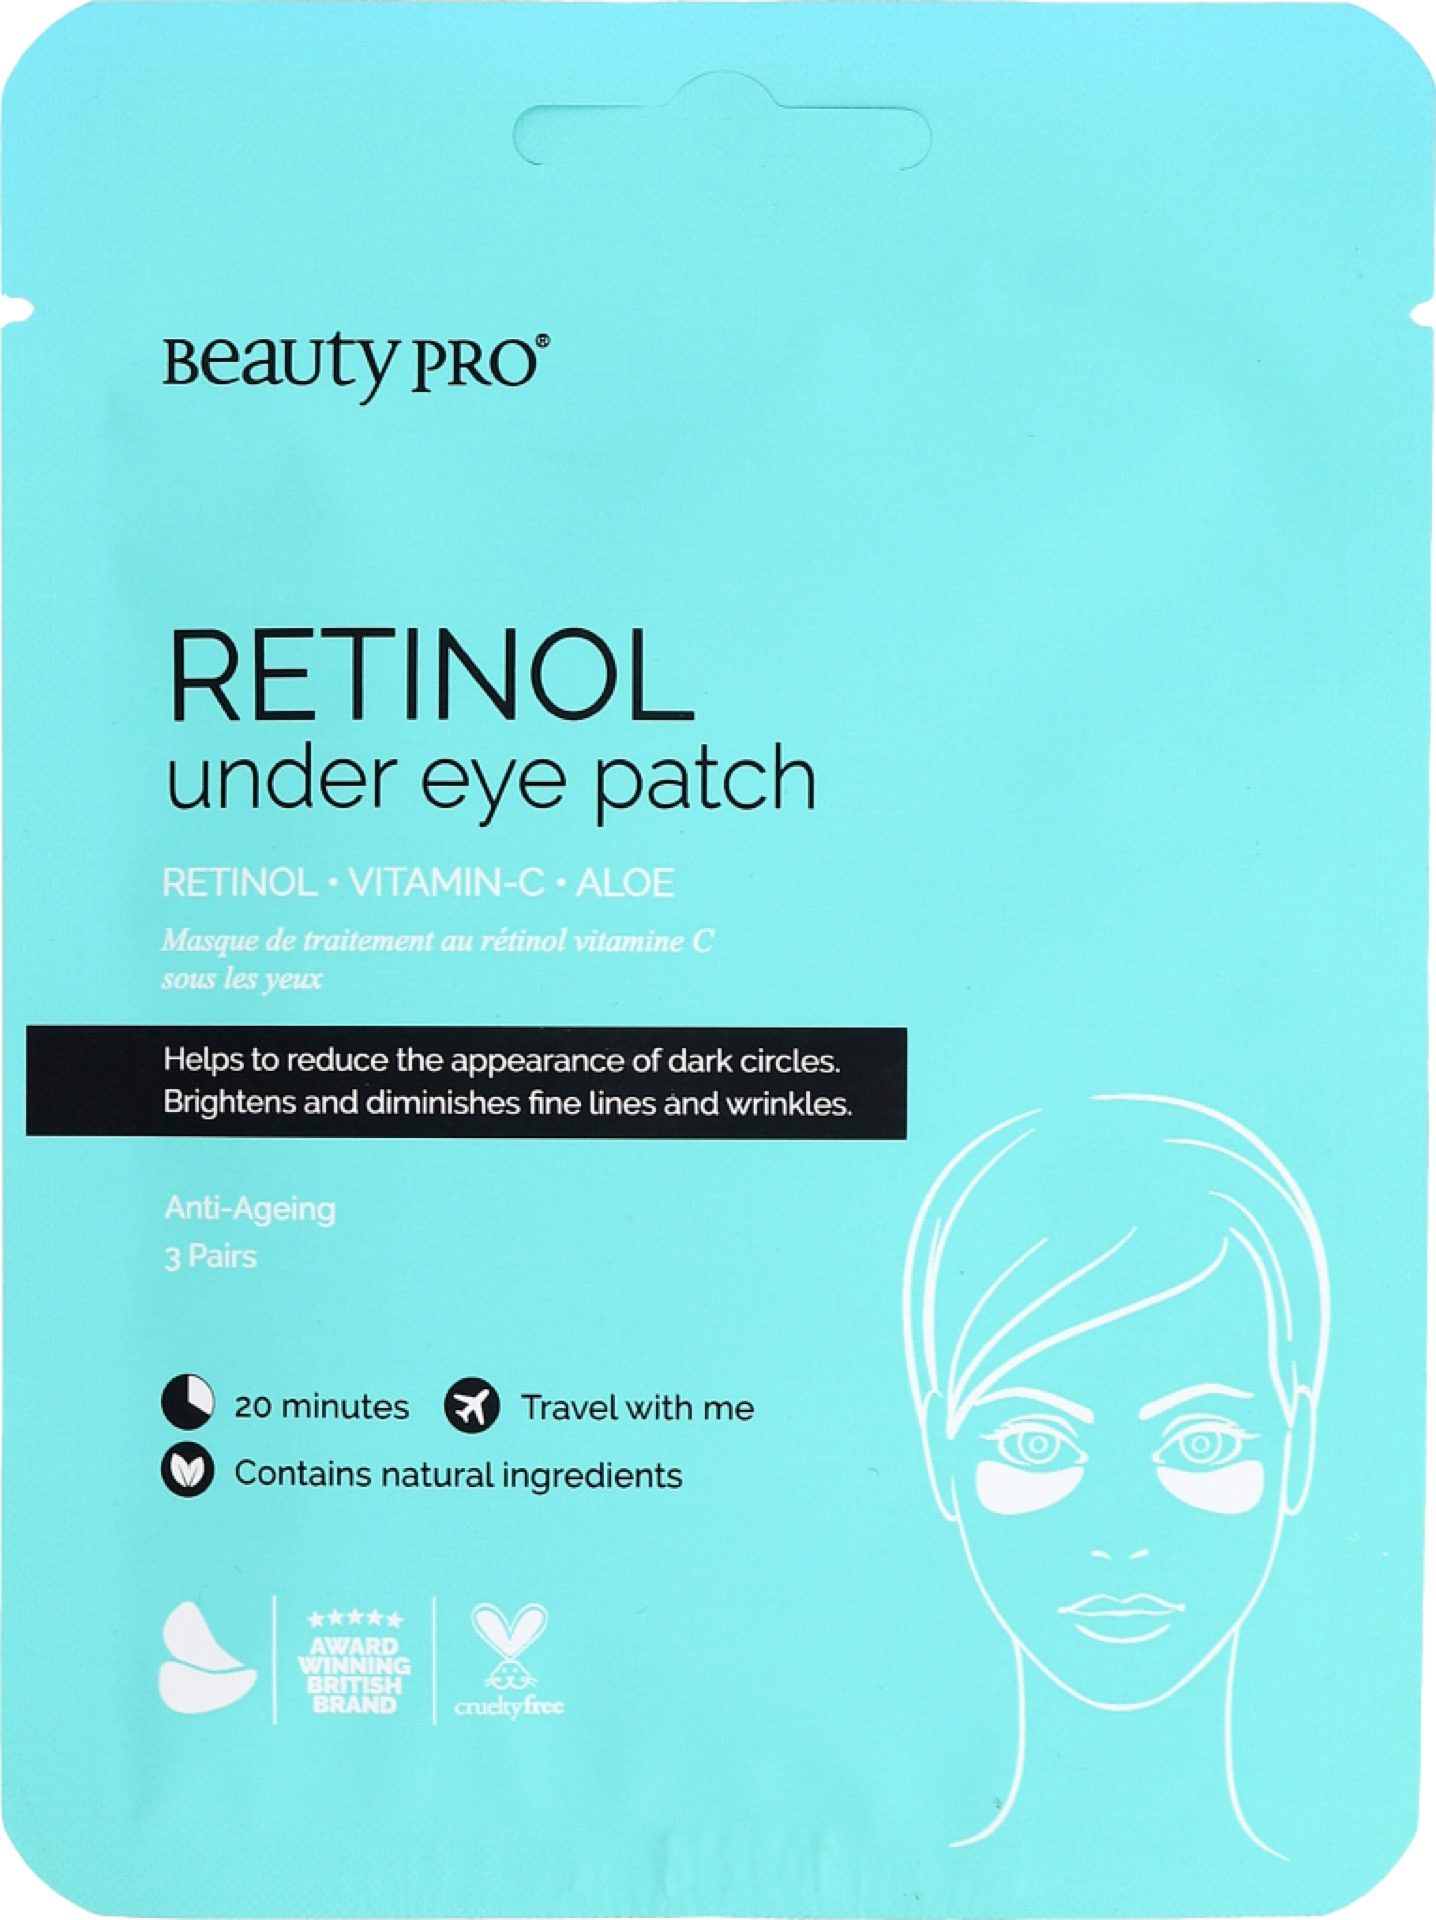 Beauty PRO®
RETINOL
under eye patch
RETINOL • VITAMIN-C • ALOE
Masque de traitement au rétinol vitamine C
sous les yeux
Helps to reduce the appearance of dark circles.
Brightens and diminishes fine lines and wrinkles.
Anti-Ageing
3 Pairs
20 minutes
Travel with me
Contains natural ingredients
AWARD
WINNING
BRITISH
BRAND
crueltyfree